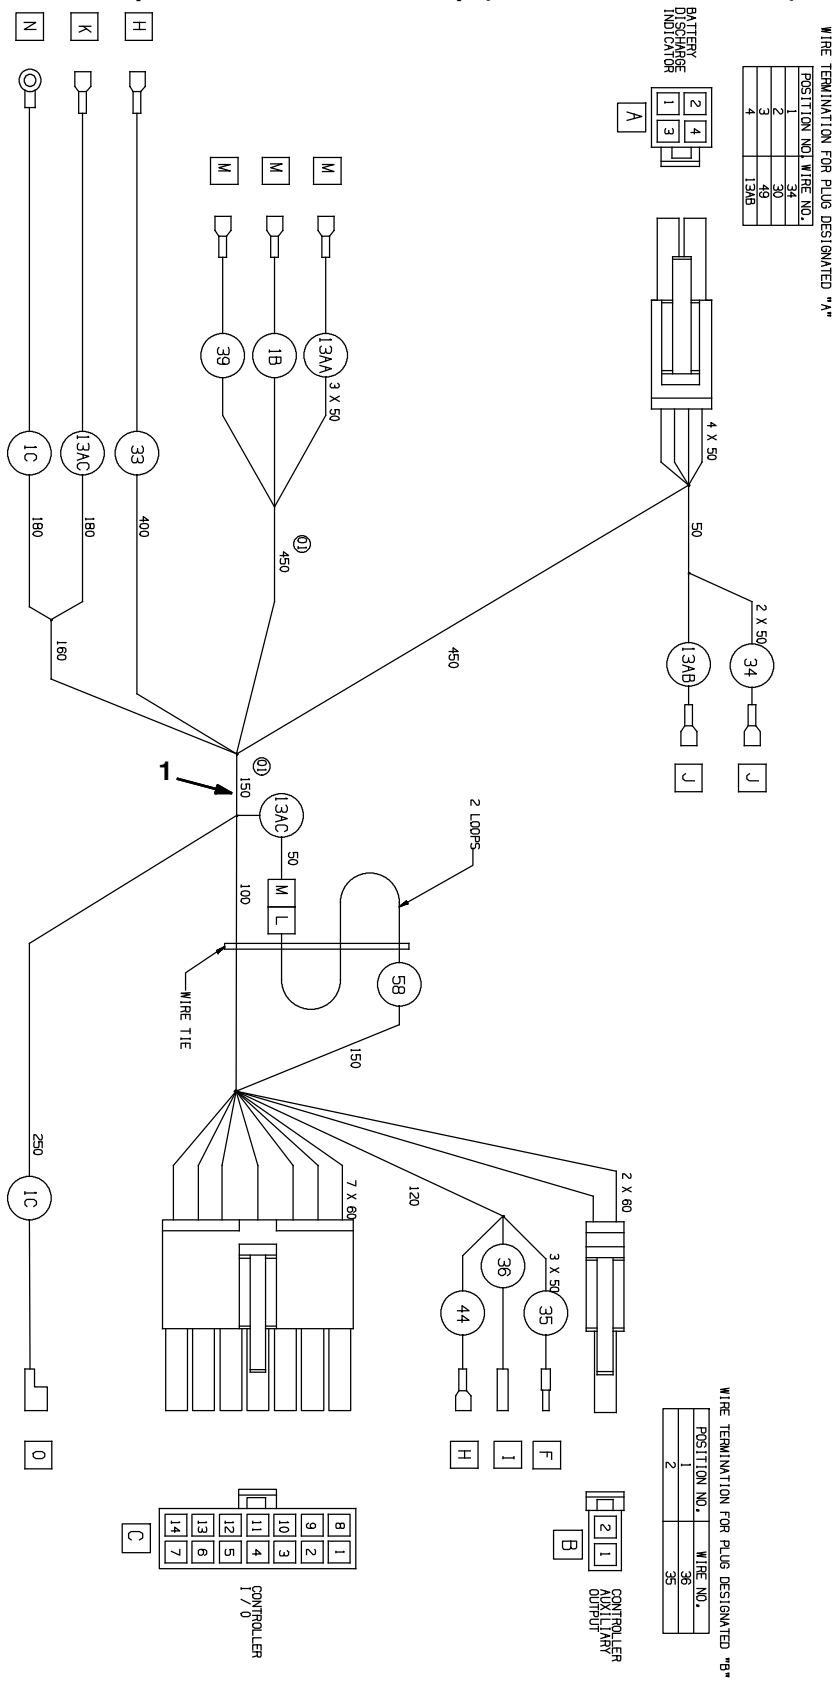 WIRE TERMINATION FOR PLUG DESIGNATED "A"
POSITION NO. WIRE NO.
1 34
2 30
3 49
4 13AB
BATTERY
DISCHARGE
INDICATOR
2 4
1 3
A
4 X 50
50
2 X 50
34
13AB
J
J
450
H
K
N
33
13AC
1C
400
180
180
160
M
M
M
13AA
1B
39
3 X 50
01
450
1
01
150
13AC
50
M
L
100
2 LOOPS
WIRE TIE
58
150
250
1C
O
7 X 60
120
2 X 60
3 X 50
35
36
44
F
I
H
WIRE TERMINATION FOR PLUG DESIGNATED "B"
POSITION NO. WIRE NO.
1 36
2 35
2 1
B
CONTROLLER
AUXILIARY
OUTPUT
8 1
9 2
10 3
11 4
12 5
13 6
14 7
C
CONTROLLER
I / O